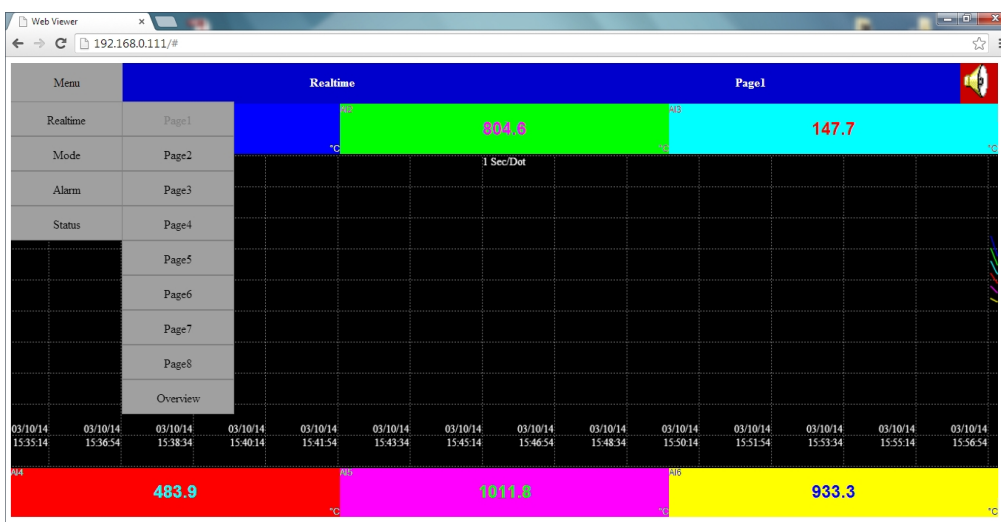 Web Viewer
192.168.0.111/#
Menu Realtime Page1
Realtime Page1 AI2 804.6 °C AI3 147.7 °C
°C
Mode Page2 1 Sec/Dot
Alarm Page3
Status Page4
Page5
Page6
Page7
Page8
Overview
03/10/14 03/10/14 03/10/14 03/10/14 03/10/14 03/10/14 03/10/14 03/10/14 03/10/14 03/10/14 03/10/14 03/10/14 03/10/14 03/10/14
15:35:14 15:36:54 15:38:34 15:40:14 15:41:54 15:43:34 15:45:14 15:46:54 15:48:34 15:50:14 15:51:54 15:53:34 15:55:14 15:56:54
AI4 483.9 °C AI5 1011.8 °C AI6 933.3 °C